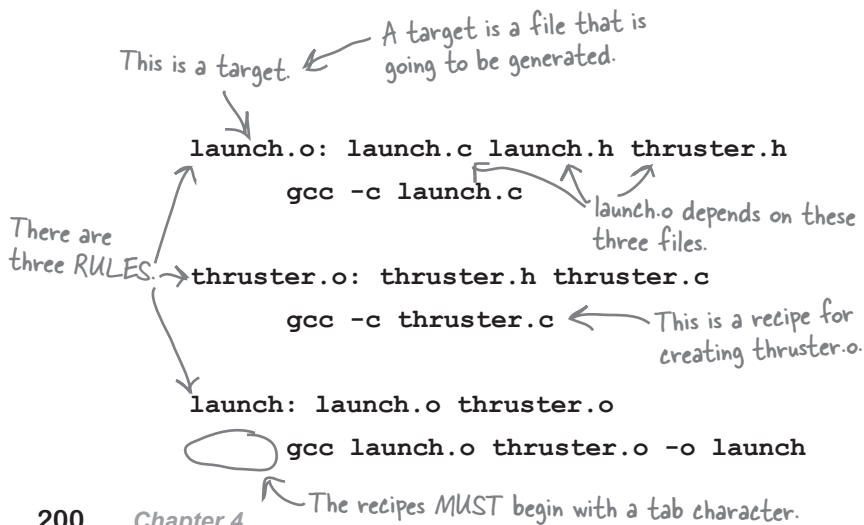 A target is a file that is
going to be generated.
This is a target.
launch.o: launch.c launch.h thruster.h
gcc -c launch.c
launch.o depends on these
three files.
There are
three RULES.
thruster.o: thruster.h thruster.c
gcc -c thruster.c
This is a recipe for
creating thruster.o.
launch: launch.o thruster.o
gcc launch.o thruster.o -o launch
The recipes MUST begin with a tab character.
200 Chapter 4